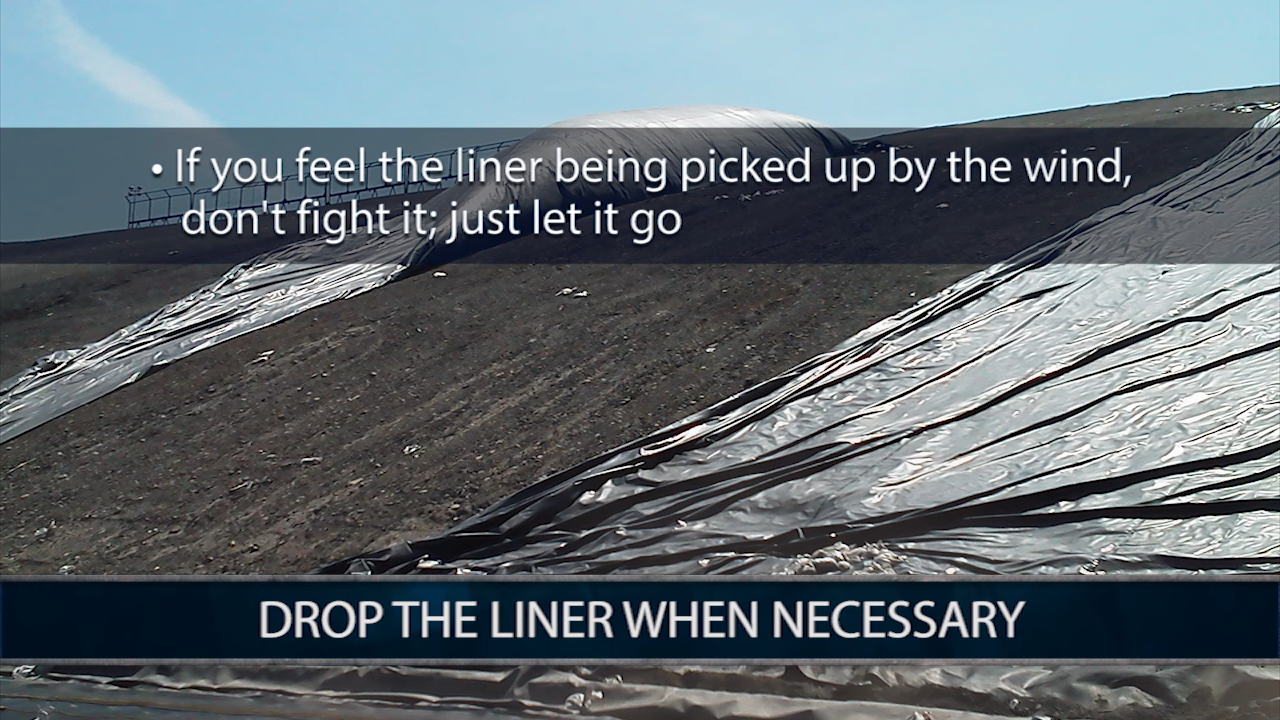 • If you feel the liner being picked up by the wind,
don't fight it; just let it go
DROP THE LINER WHEN NECESSARY